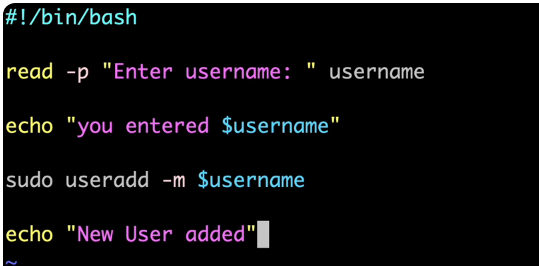 #!/bin/bash
read -p "Enter username: " username
echo "you entered $username"
sudo useradd -m $username
echo "New User added"
~